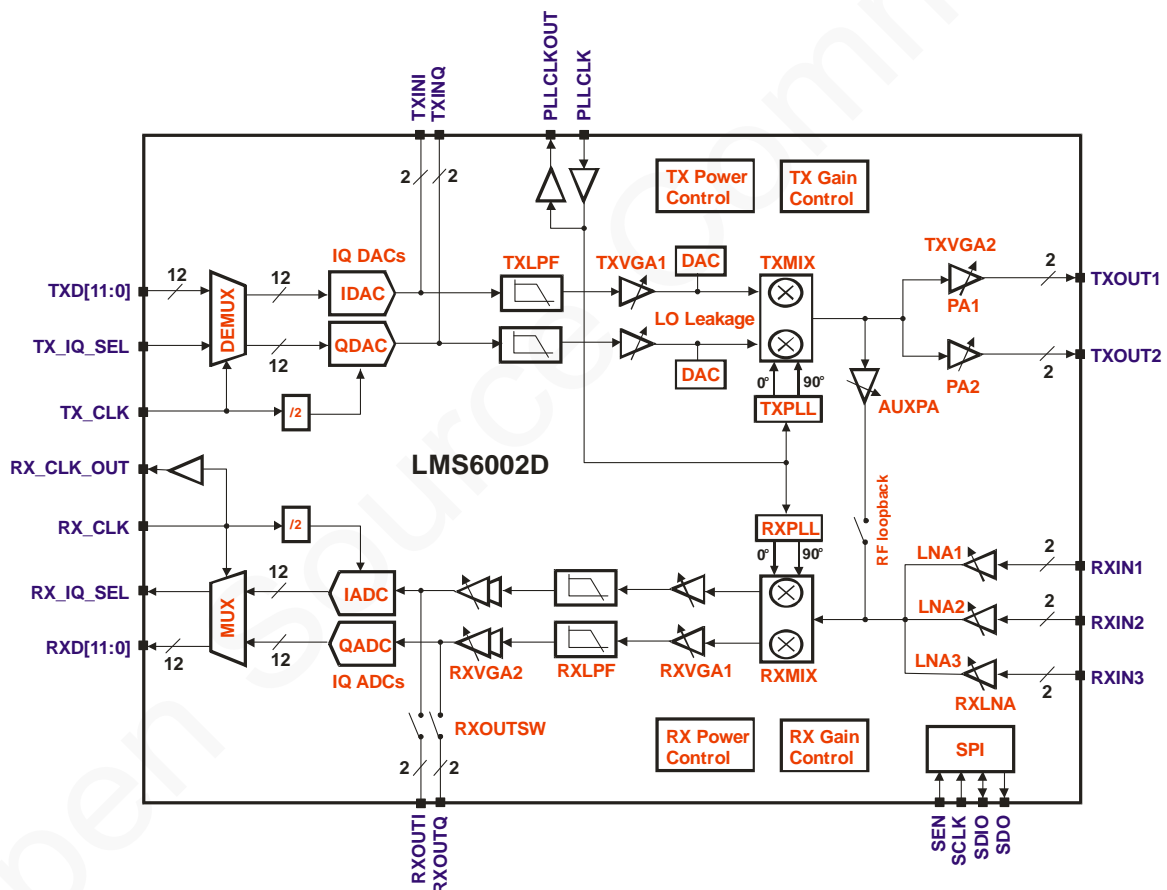 TXINI
TXINQ
PLLCLKOUT
PLLCLK
2
2
TX Power
Control
TX Gain
Control
IQ DACs
TXLPF
TXVGA1
DAC
TXMIX
TXVGA2
TXD[11:0]
12
12
IDAC
2
TXOUT1
PA1
LO Leakage
TX_IQ_SEL
DEMUX
12
QDAC
DAC
2
TXOUT2
PA2
0°
90°
AUXPA
TX_CLK
/2
TXPLL
RX_CLK_OUT
LMS6002D
RX_CLK
/2
RXPLL
RF loopback
0°
90°
LNA1
2
RXIN1
RX_IQ_SEL
MUX
12
IADC
LNA2
2
RXIN2
RXD[11:0]
12
12
QADC
IQ ADCs
RXVGA2
RXLPF
RXVGA1
RXMIX
LNA3
2
RXIN3
RXLNA
RXOUTSW
RX Power
Control
RX Gain
Control
SPI
2
2
RXOUTI
RXOUTQ
SEN
SCLK
SDIO
SDO